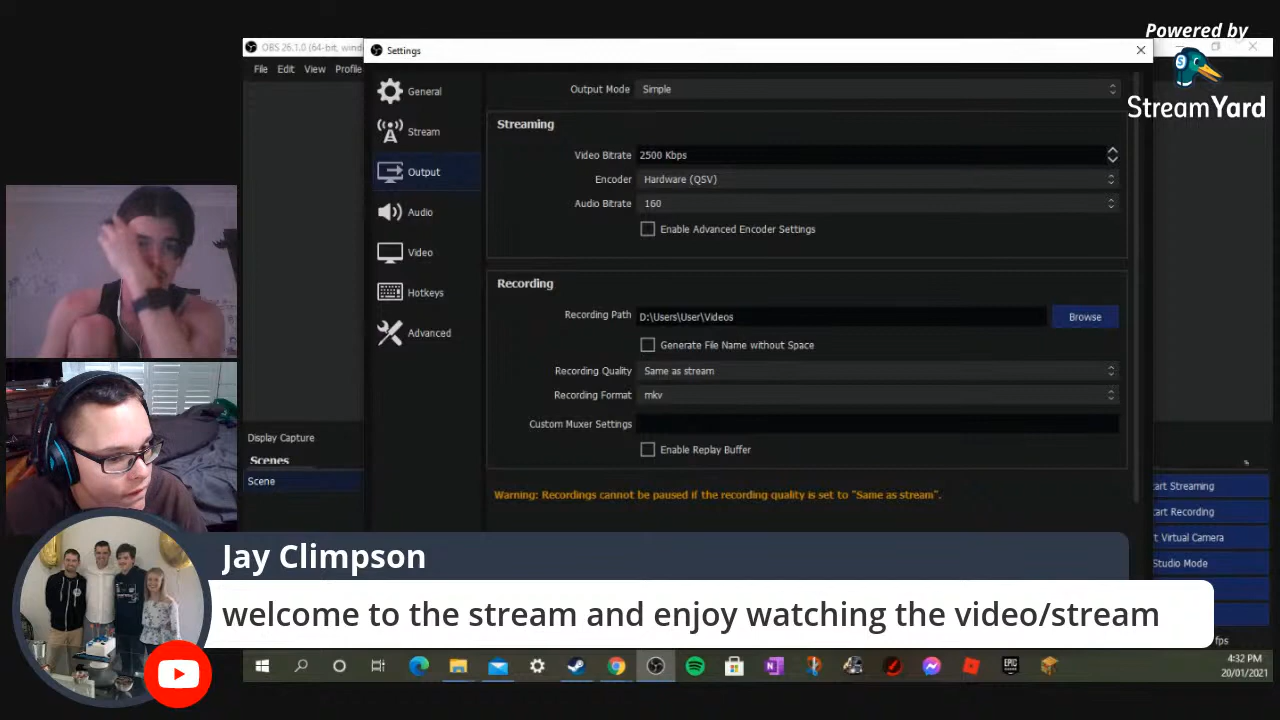 Powered by
StreamYard
OBS 26.1.0 (64-bit, wind
Settings
File Edit View Profile
General
Stream
Output
Audio
Video
Hotkeys
Advanced
Output Mode Simple
Streaming
Video Bitrate 2500 Kbps
Encoder Hardware (QSV)
Audio Bitrate 160
Enable Advanced Encoder Settings
Recording
Recording Path D:\Users\User\Videos Browse
Generate File Name without Space
Recording Quality Same as stream
Recording Format mkv
Custom Muxer Settings
Enable Replay Buffer
Warning: Recordings cannot be paused if the recording quality is set to "Same as stream".
Display Capture
Scenes
Scene
art Streaming
art Recording
t Virtual Camera
Studio Mode
fps
Jay Climpson
welcome to the stream and enjoy watching the video/stream
EPIC
4:32 PM
20/01/2021